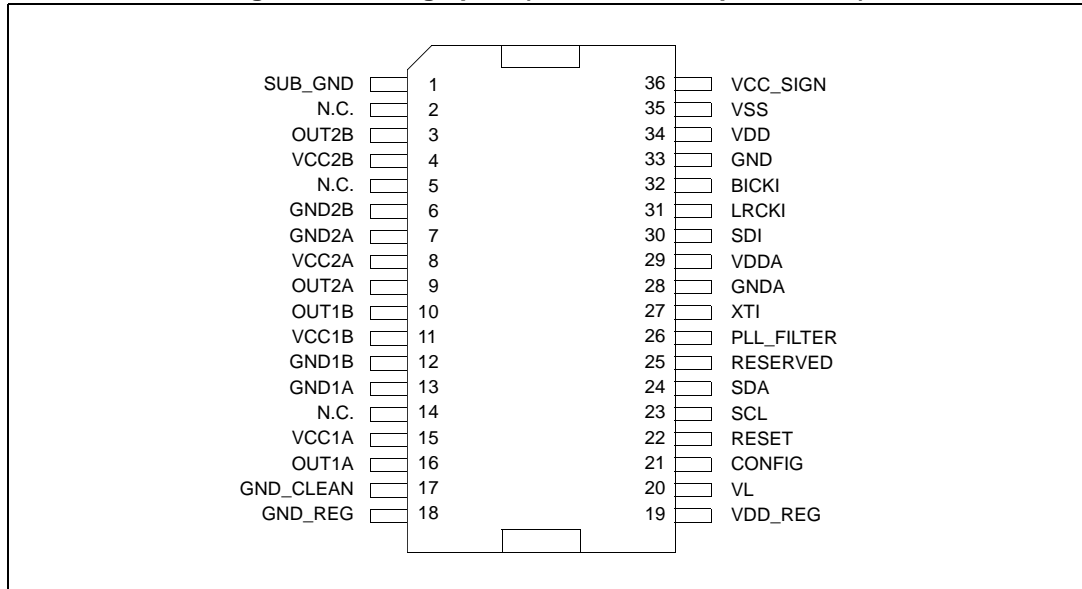 SUB_GND 1 36 VCC_SIGN
N.C. 2 35 VSS
OUT2B 3 34 VDD
VCC2B 4 33 GND
N.C. 5 32 BICKI
GND2B 6 31 LRCKI
GND2A 7 30 SDI
VCC2A 8 29 VDDA
OUT2A 9 28 GNDA
OUT1B 10 27 XTI
VCC1B 11 26 PLL_FILTER
GND1B 12 25 RESERVED
GND1A 13 24 SDA
N.C. 14 23 SCL
VCC1A 15 22 RESET
OUT1A 16 21 CONFIG
GND_CLEAN 17 20 VL
GND_REG 18 19 VDD_REG